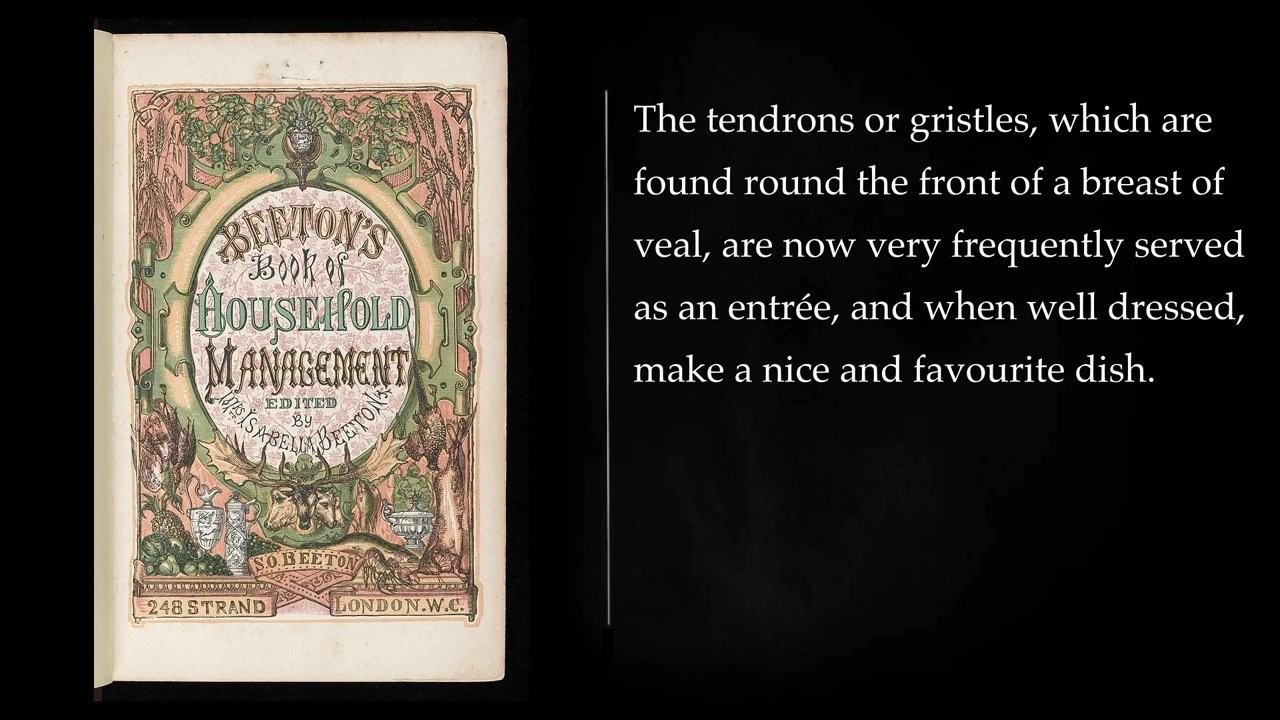 BEETON'S
Book of
HOUSEHOLD
MANAGEMENT
EDITED
By
MRS ISABELLA BEETON
S.O. BEETON
248 STRAND
LONDON. W.C.
The tendrons or gristles, which are
found round the front of a breast of
veal, are now very frequently served
as an entrée, and when well dressed,
make a nice and favourite dish.